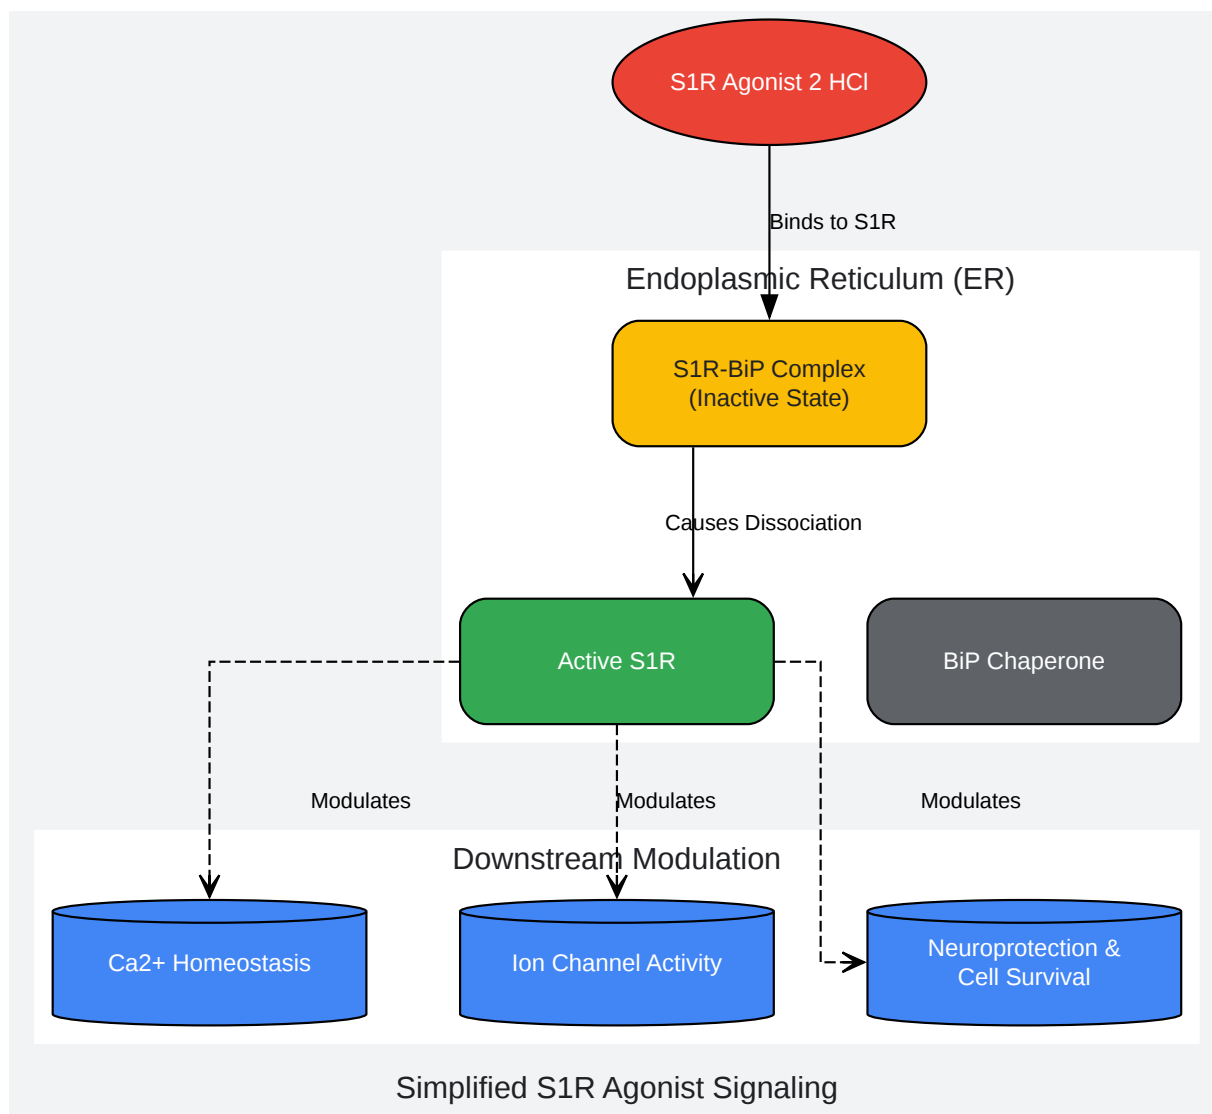 S1R Agonist 2 HCl
Binds to S1R
Endoplasmic Reticulum (ER)
S1R-BiP Complex
(Inactive State)
Causes Dissociation
Active S1R
BiP Chaperone
Modulates
Modulates
Modulates
Downstream Modulation
Ca2+ Homeostasis
Ion Channel Activity
Neuroprotection &
Cell Survival
Simplified S1R Agonist Signaling